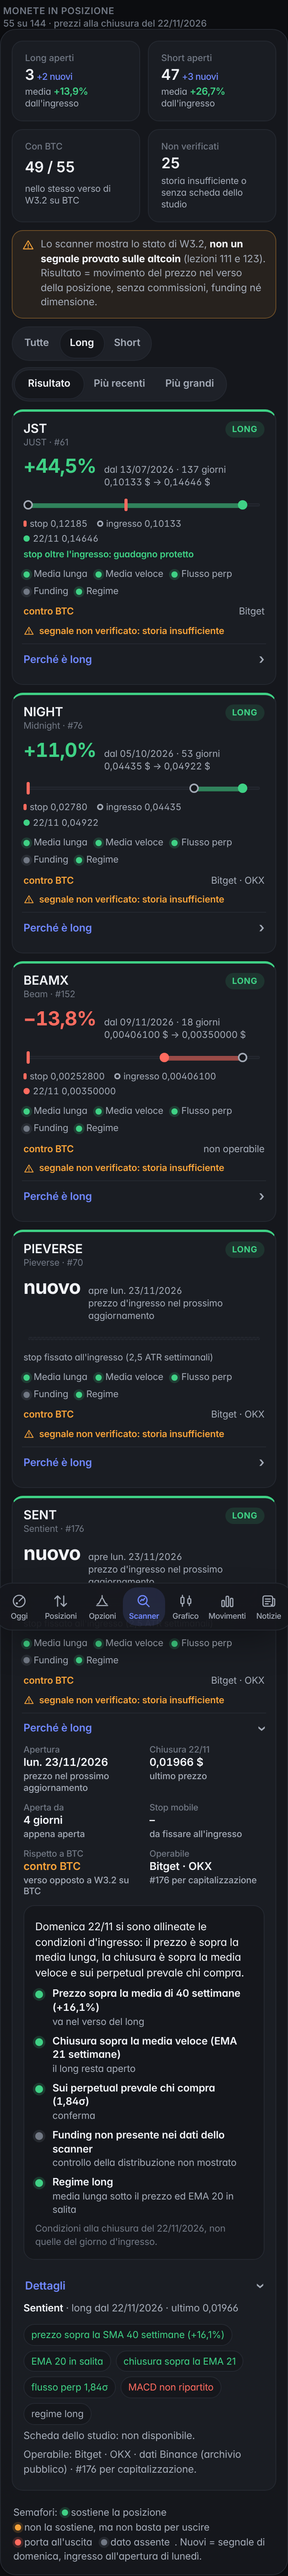 MONETE IN POSIZIONE
55 su 144 · prezzi alla chiusura del 22/11/2026
Long aperti
3 +2 nuovi
media +13,9%
dall'ingresso
Short aperti
47 +3 nuovi
media +26,7%
dall'ingresso
Con BTC
49 / 55
nello stesso verso di
W3.2 su BTC
Non verificati
25
storia insufficiente o
senza scheda dello
studio
Lo scanner mostra lo stato di W3.2, non un
segnale provato sulle altcoin (lezioni 111 e 123).
Risultato = movimento del prezzo nel verso
della posizione, senza commissioni, funding né
dimensione.
Tutte Long Short
Risultato Più recenti Più grandi
JST LONG
JUST · #61
+44,5% dal 13/07/2026 · 137 giorni
0,10133 $ → 0,14646 $
stop 0,12185 ingresso 0,10133
22/11 0,14646
stop oltre l'ingresso: guadagno protetto
Media lunga Media veloce Flusso perp
Funding Regime
contro BTC Bitget
segnale non verificato: storia insufficiente
Perché è long
NIGHT LONG
Midnight · #76
+11,0% dal 05/10/2026 · 53 giorni
0,04435 $ → 0,04922 $
stop 0,02780 ingresso 0,04435
22/11 0,04922
Media lunga Media veloce Flusso perp
Funding Regime
contro BTC Bitget · OKX
segnale non verificato: storia insufficiente
Perché è long
BEAMX LONG
Beam · #152
−13,8% dal 09/11/2026 · 18 giorni
0,00406100 $ → 0,00350000 $
stop 0,00252800 ingresso 0,00406100
22/11 0,00350000
Media lunga Media veloce Flusso perp
Funding Regime
contro BTC non operabile
segnale non verificato: storia insufficiente
Perché è long
PIEVERSE LONG
Pieverse · #70
nuovo apre lun. 23/11/2026
prezzo d'ingresso nel prossimo
aggiornamento
stop fissato all'ingresso (2,5 ATR settimanali)
Media lunga Media veloce Flusso perp
Funding Regime
contro BTC Bitget · OKX
segnale non verificato: storia insufficiente
Perché è long
SENT LONG
Sentient · #176
nuovo apre lun. 23/11/2026
prezzo d'ingresso nel prossimo
aggiornamento
Oggi Posizioni Opzioni Scanner Grafico Movimenti Notizie
Media lunga Media veloce Flusso perp
Funding Regime
contro BTC Bitget · OKX
segnale non verificato: storia insufficiente
Perché è long
Apertura
lun. 23/11/2026
prezzo nel prossimo
aggiornamento
Chiusura 22/11
0,01966 $
ultimo prezzo
Aperta da
4 giorni
appena aperta
Stop mobile
–
da fissare all'ingresso
Rispetto a BTC
contro BTC
verso opposto a W3.2 su
BTC
Operabile
Bitget · OKX
#176 per capitalizzazione
Domenica 22/11 si sono allineate le
condizioni d'ingresso: il prezzo è sopra la
media lunga, la chiusura è sopra la media
veloce e sui perpetual prevale chi compra.
Prezzo sopra la media di 40 settimane
(+16,1%)
va nel verso del long
Chiusura sopra la media veloce (EMA
21 settimane)
il long resta aperto
Sui perpetual prevale chi compra
(1,84σ)
conferma
Funding non presente nei dati dello
scanner
controllo della distribuzione non mostrato
Regime long
media lunga sotto il prezzo ed EMA 20 in
salita
Condizioni alla chiusura del 22/11/2026, non
quelle del giorno d'ingresso.
Dettagli
Sentient · long dal 22/11/2026 · ultimo 0,01966
prezzo sopra la SMA 40 settimane (+16,1%)
EMA 20 in salita chiusura sopra la EMA 21
flusso perp 1,84σ MACD non ripartito
regime long
Scheda dello studio: non disponibile.
Operabile: Bitget · OKX · dati Binance (archivio
pubblico) · #176 per capitalizzazione.
Semafori: sostiene la posizione
non la sostiene, ma non basta per uscire
porta all'uscita dato assente . Nuovi = segnale di
domenica, ingresso all'apertura di lunedì.